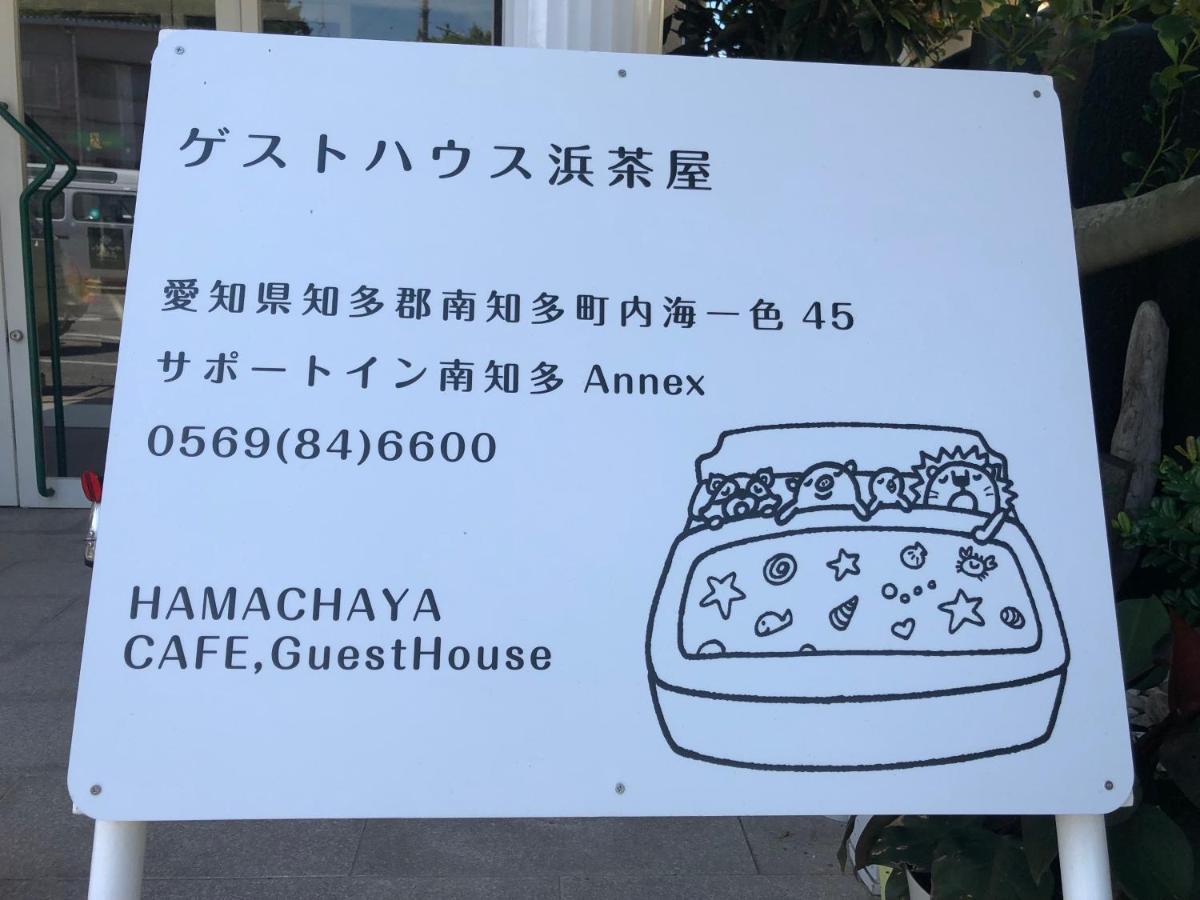 ゲストハウス浜茶屋
愛知県知多郡南知多町内海一色 45
サポートイン南知多 Annex
0569(84)6600
HAMACHAYA
CAFE,GuestHouse